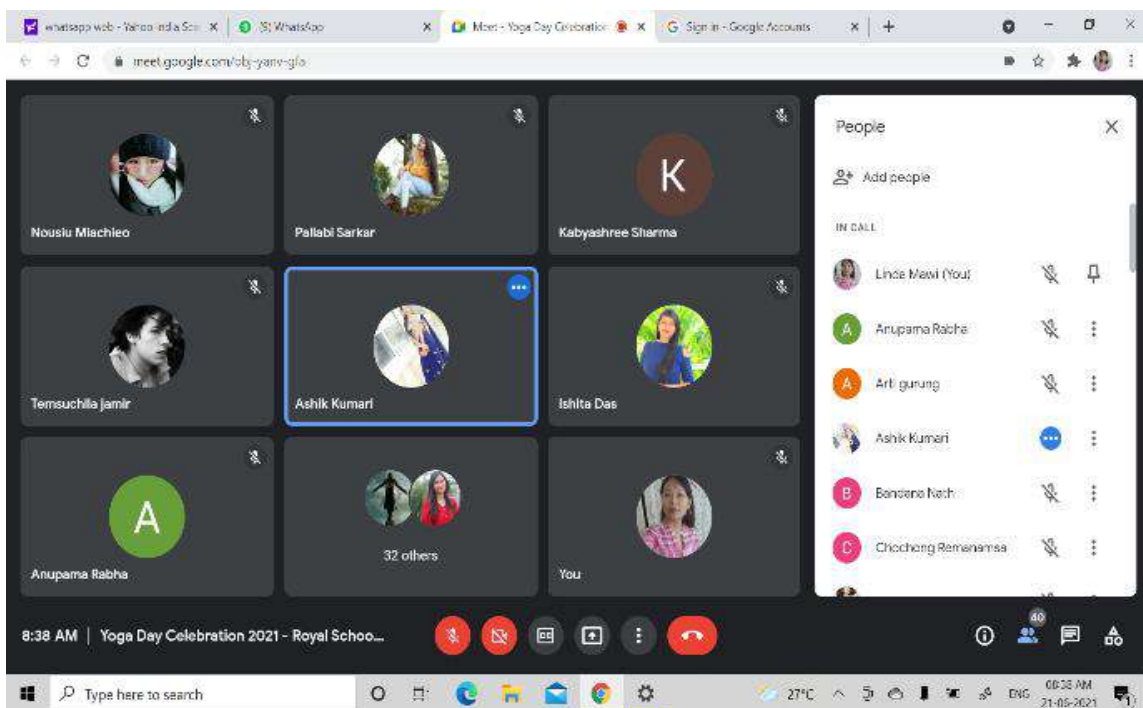 whatsapp web - Yahoo India
WhatsApp
Meet - Yoga Day Celebration
Sign in - Google Accounts
meet.google.com/obj-yanv-gfa
Nousiu Miachieo
Pallabi Sarkar
K
Kabyashree Sharma
Temsuchila jamir
Ashik Kumari
Ishita Das
A
Anupama Rabha
32 others
You
People
Add people
IN CALL
Linda Mawi (You)
A Anupama Rabha
A Arti gurung
Ashik Kumari
B Bandana Nath
C Chochong Remanamsa
8:38 AM | Yoga Day Celebration 2021 - Royal Schoo...
40
Type here to search
27°C
ENG
08:38 AM
21-06-2021